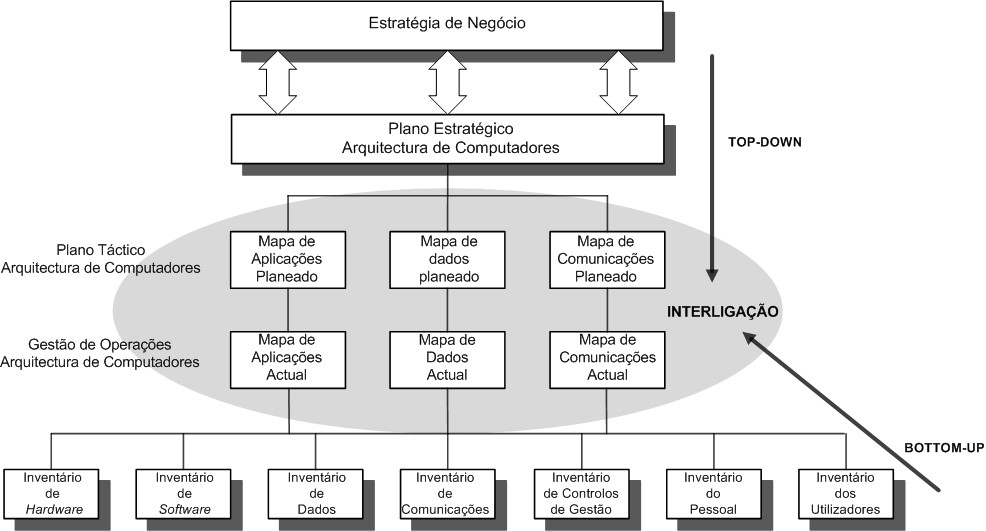 Estratégia de Negócio
Plano Estratégico
Arquitectura de Computadores
TOP-DOWN
Plano Táctico
Arquitectura de Computadores
Mapa de
Aplicações
Planeado
Mapa de
dados
planeado
Mapa de
Comunicações
Planeado
INTERLIGAÇÃO
Gestão de Operações
Arquitectura de Computadores
Mapa de
Aplicações
Actual
Mapa de
Dados
Actual
Mapa de
Comunicações
Actual
BOTTOM-UP
Inventário
de
Hardware
Inventário
de
Software
Inventário
de
Dados
Inventário
de
Comunicações
Inventário
de Controlos
de Gestão
Inventário
do
Pessoal
Inventário
dos
Utilizadores